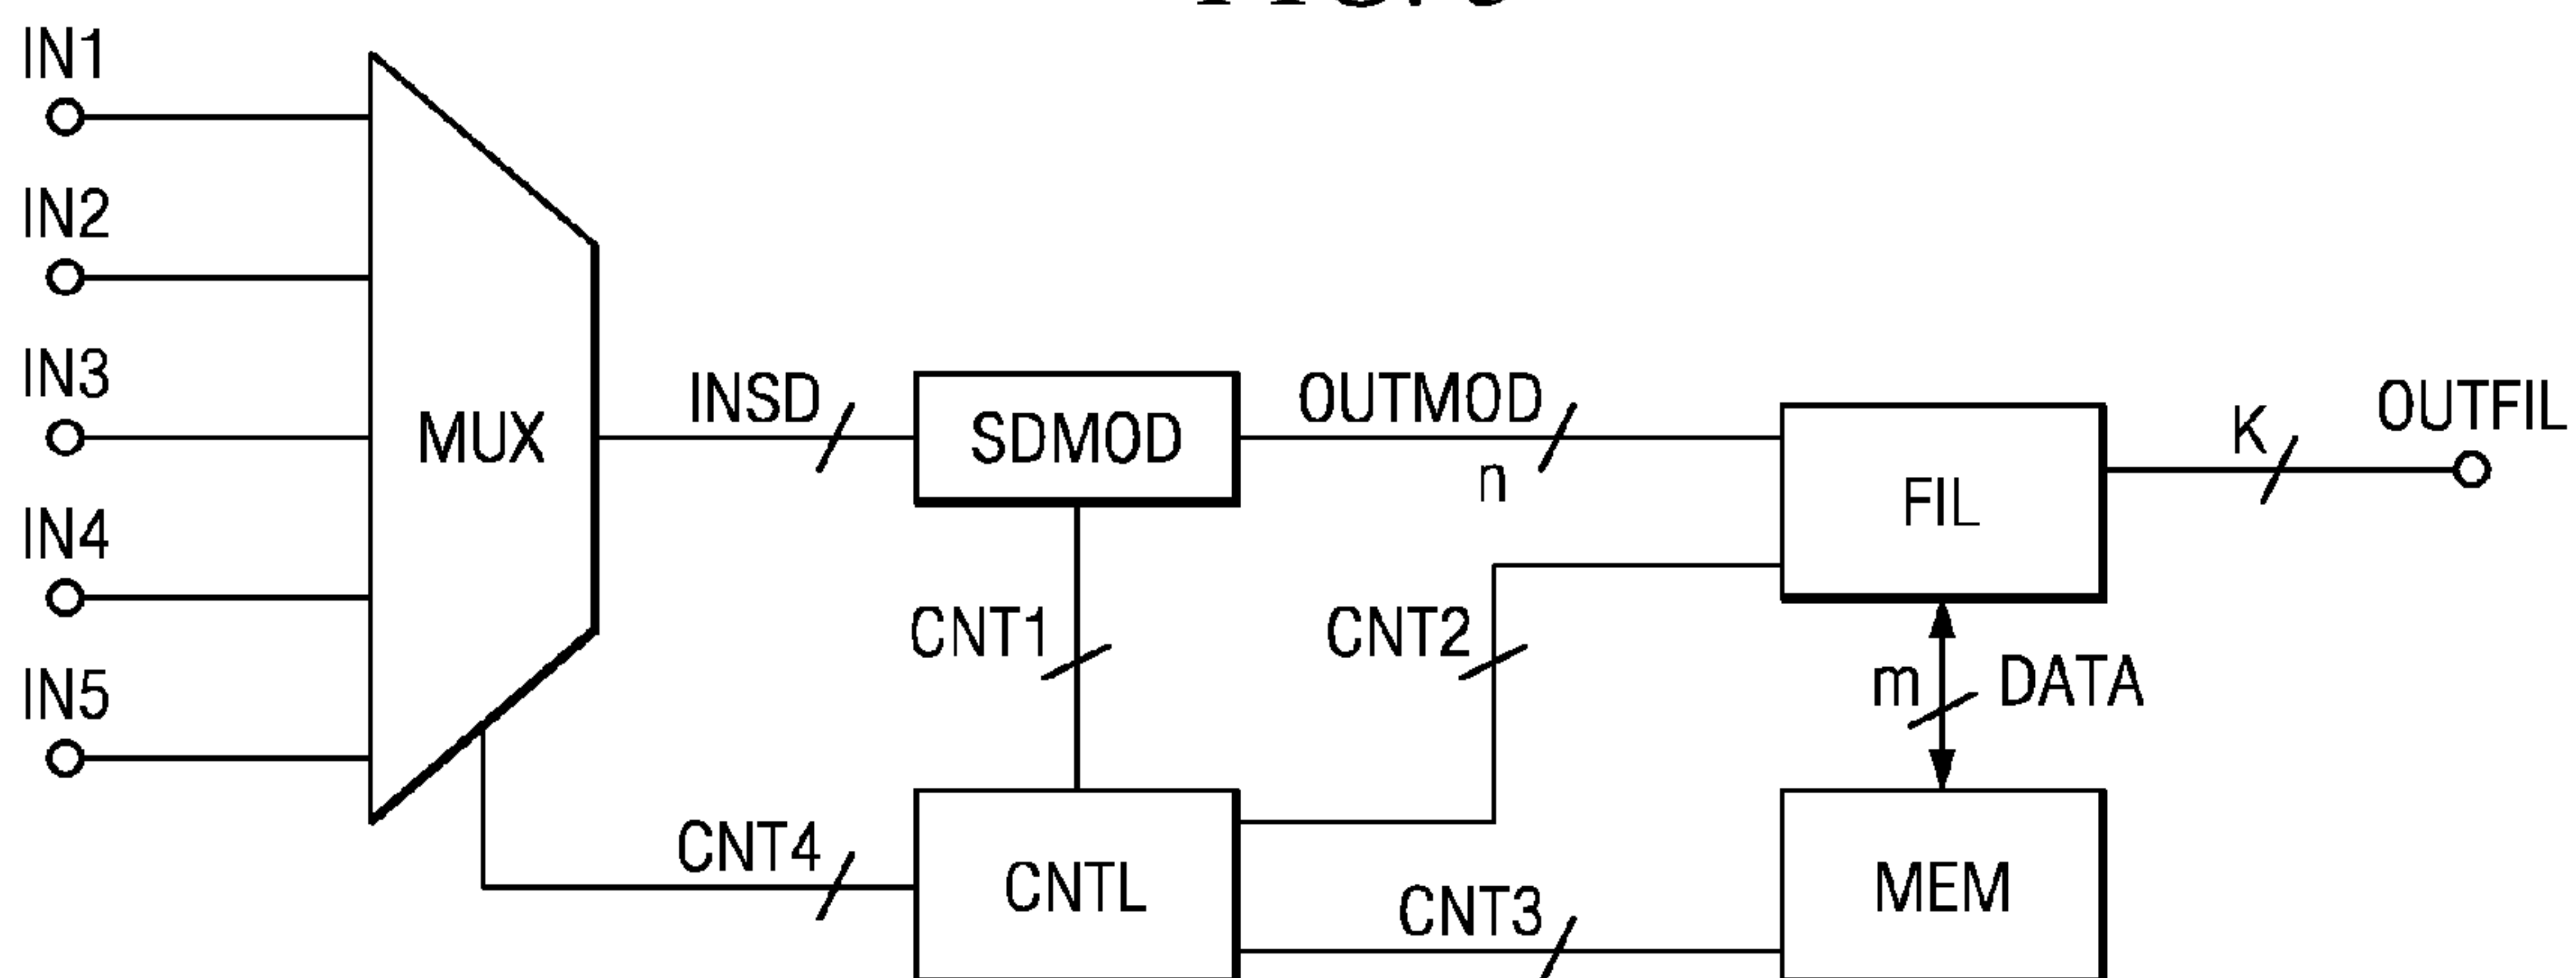 IN1
IN2
IN3
IN4
IN5
MUX
INSD
SDMOD
OUTMOD
n
FIL
K
OUTFIL
CNT1
CNT2
m
DATA
CNT4
CNTL
CNT3
MEM